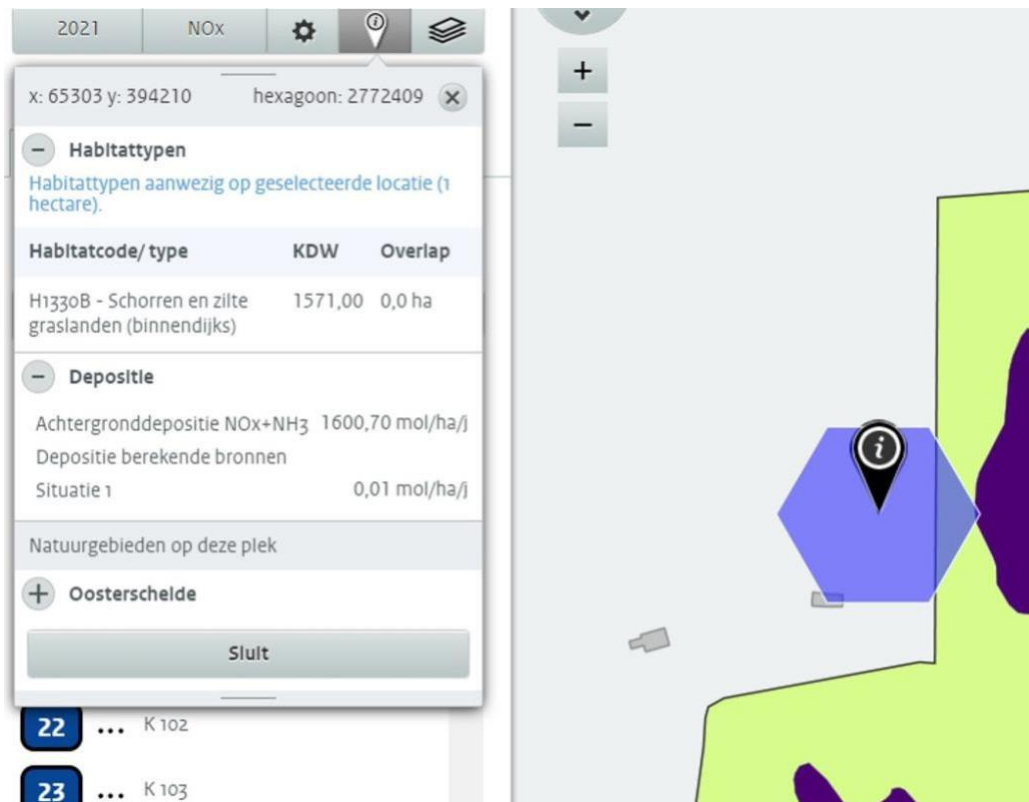 2021 NOx
x: 65303 y: 394210 hexagoon: 2772409
Habitattypen
Habitattypen aanwezig op geselecteerde locatie (1
hectare).
Habitatcode/ type KDW Overlap
H1330B - Schorren en zilte 1571,00 0,0 ha
graslanden (binnendijks)
Depositie
Achtergronddepositie NOx+NH3 1600,70 mol/ha/j
Depositie berekende bronnen
Situatie 1 0,01 mol/ha/j
Natuurgebieden op deze plek
Oosterschelde
Sluit
22 ... K 102
23 ... K 103